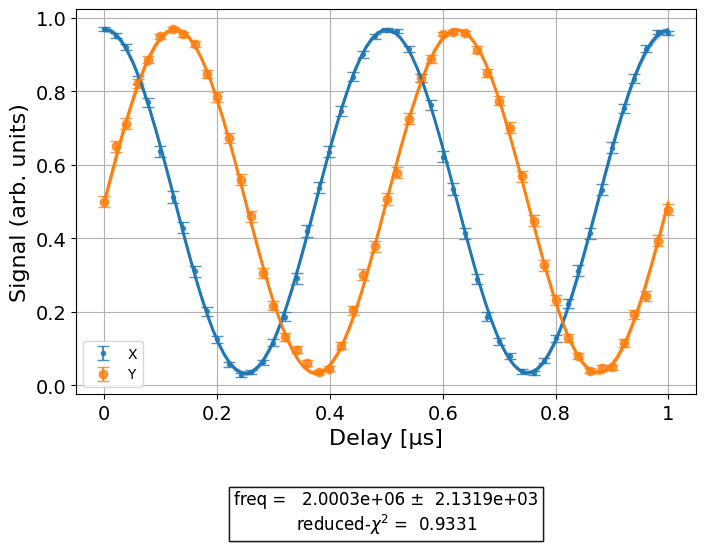 Signal (arb. units)
1.0
0.8
0.6
0.4
0.2
0.0
X
Y
0 0.2 0.4 0.6 0.8 1
Delay [μs]
freq = 2.0003e+06 ± 2.1319e+03
reduced-χ² = 0.9331